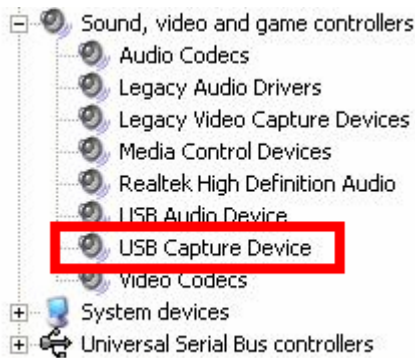 Sound, video and game controllers
Audio Codecs
Legacy Audio Drivers
Legacy Video Capture Devices
Media Control Devices
Realtek High Definition Audio
USB Audio Device
USB Capture Device
Video Codecs
System devices
Universal Serial Bus controllers